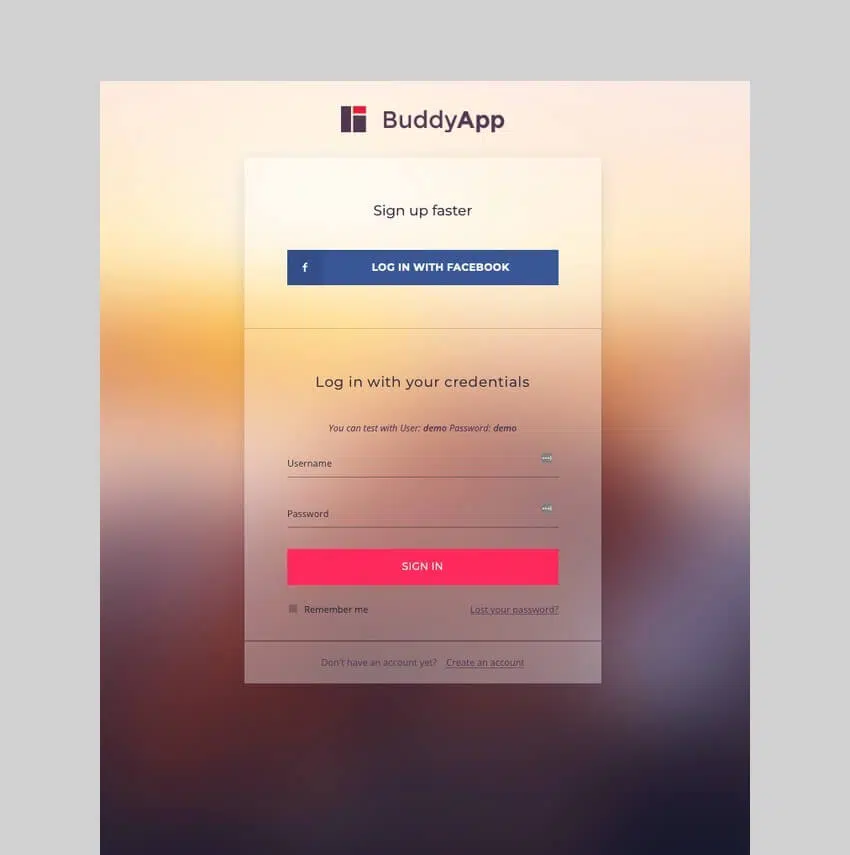 BuddyApp
Sign up faster
f LOG IN WITH FACEBOOK
Log in with your credentials
You can test with User: demo Password: demo
Username
Password
SIGN IN
Remember me Lost your password?
Don't have an account yet? Create an account